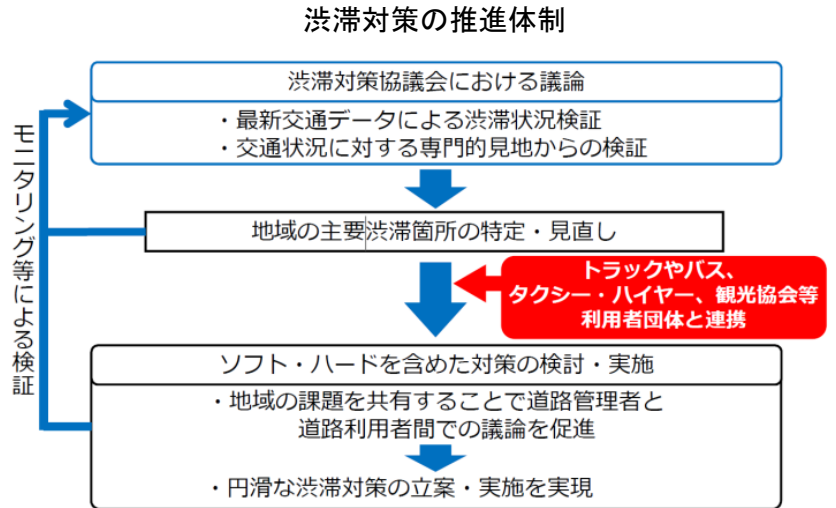 渋滞対策の推進体制
渋滞対策協議会における議論
・最新交通データによる渋滞状況検証
・交通状況に対する専門的見地からの検証
地域の主要渋滞箇所の特定・見直し
トラックやバス、
タクシー・ハイヤー、観光協会等
利用者団体と連携
ソフト・ハードを含めた対策の検討・実施
・地域の課題を共有することで道路管理者と
道路利用者間での議論を促進
・円滑な渋滞対策の立案・実施を実現
モニタリング等による検証